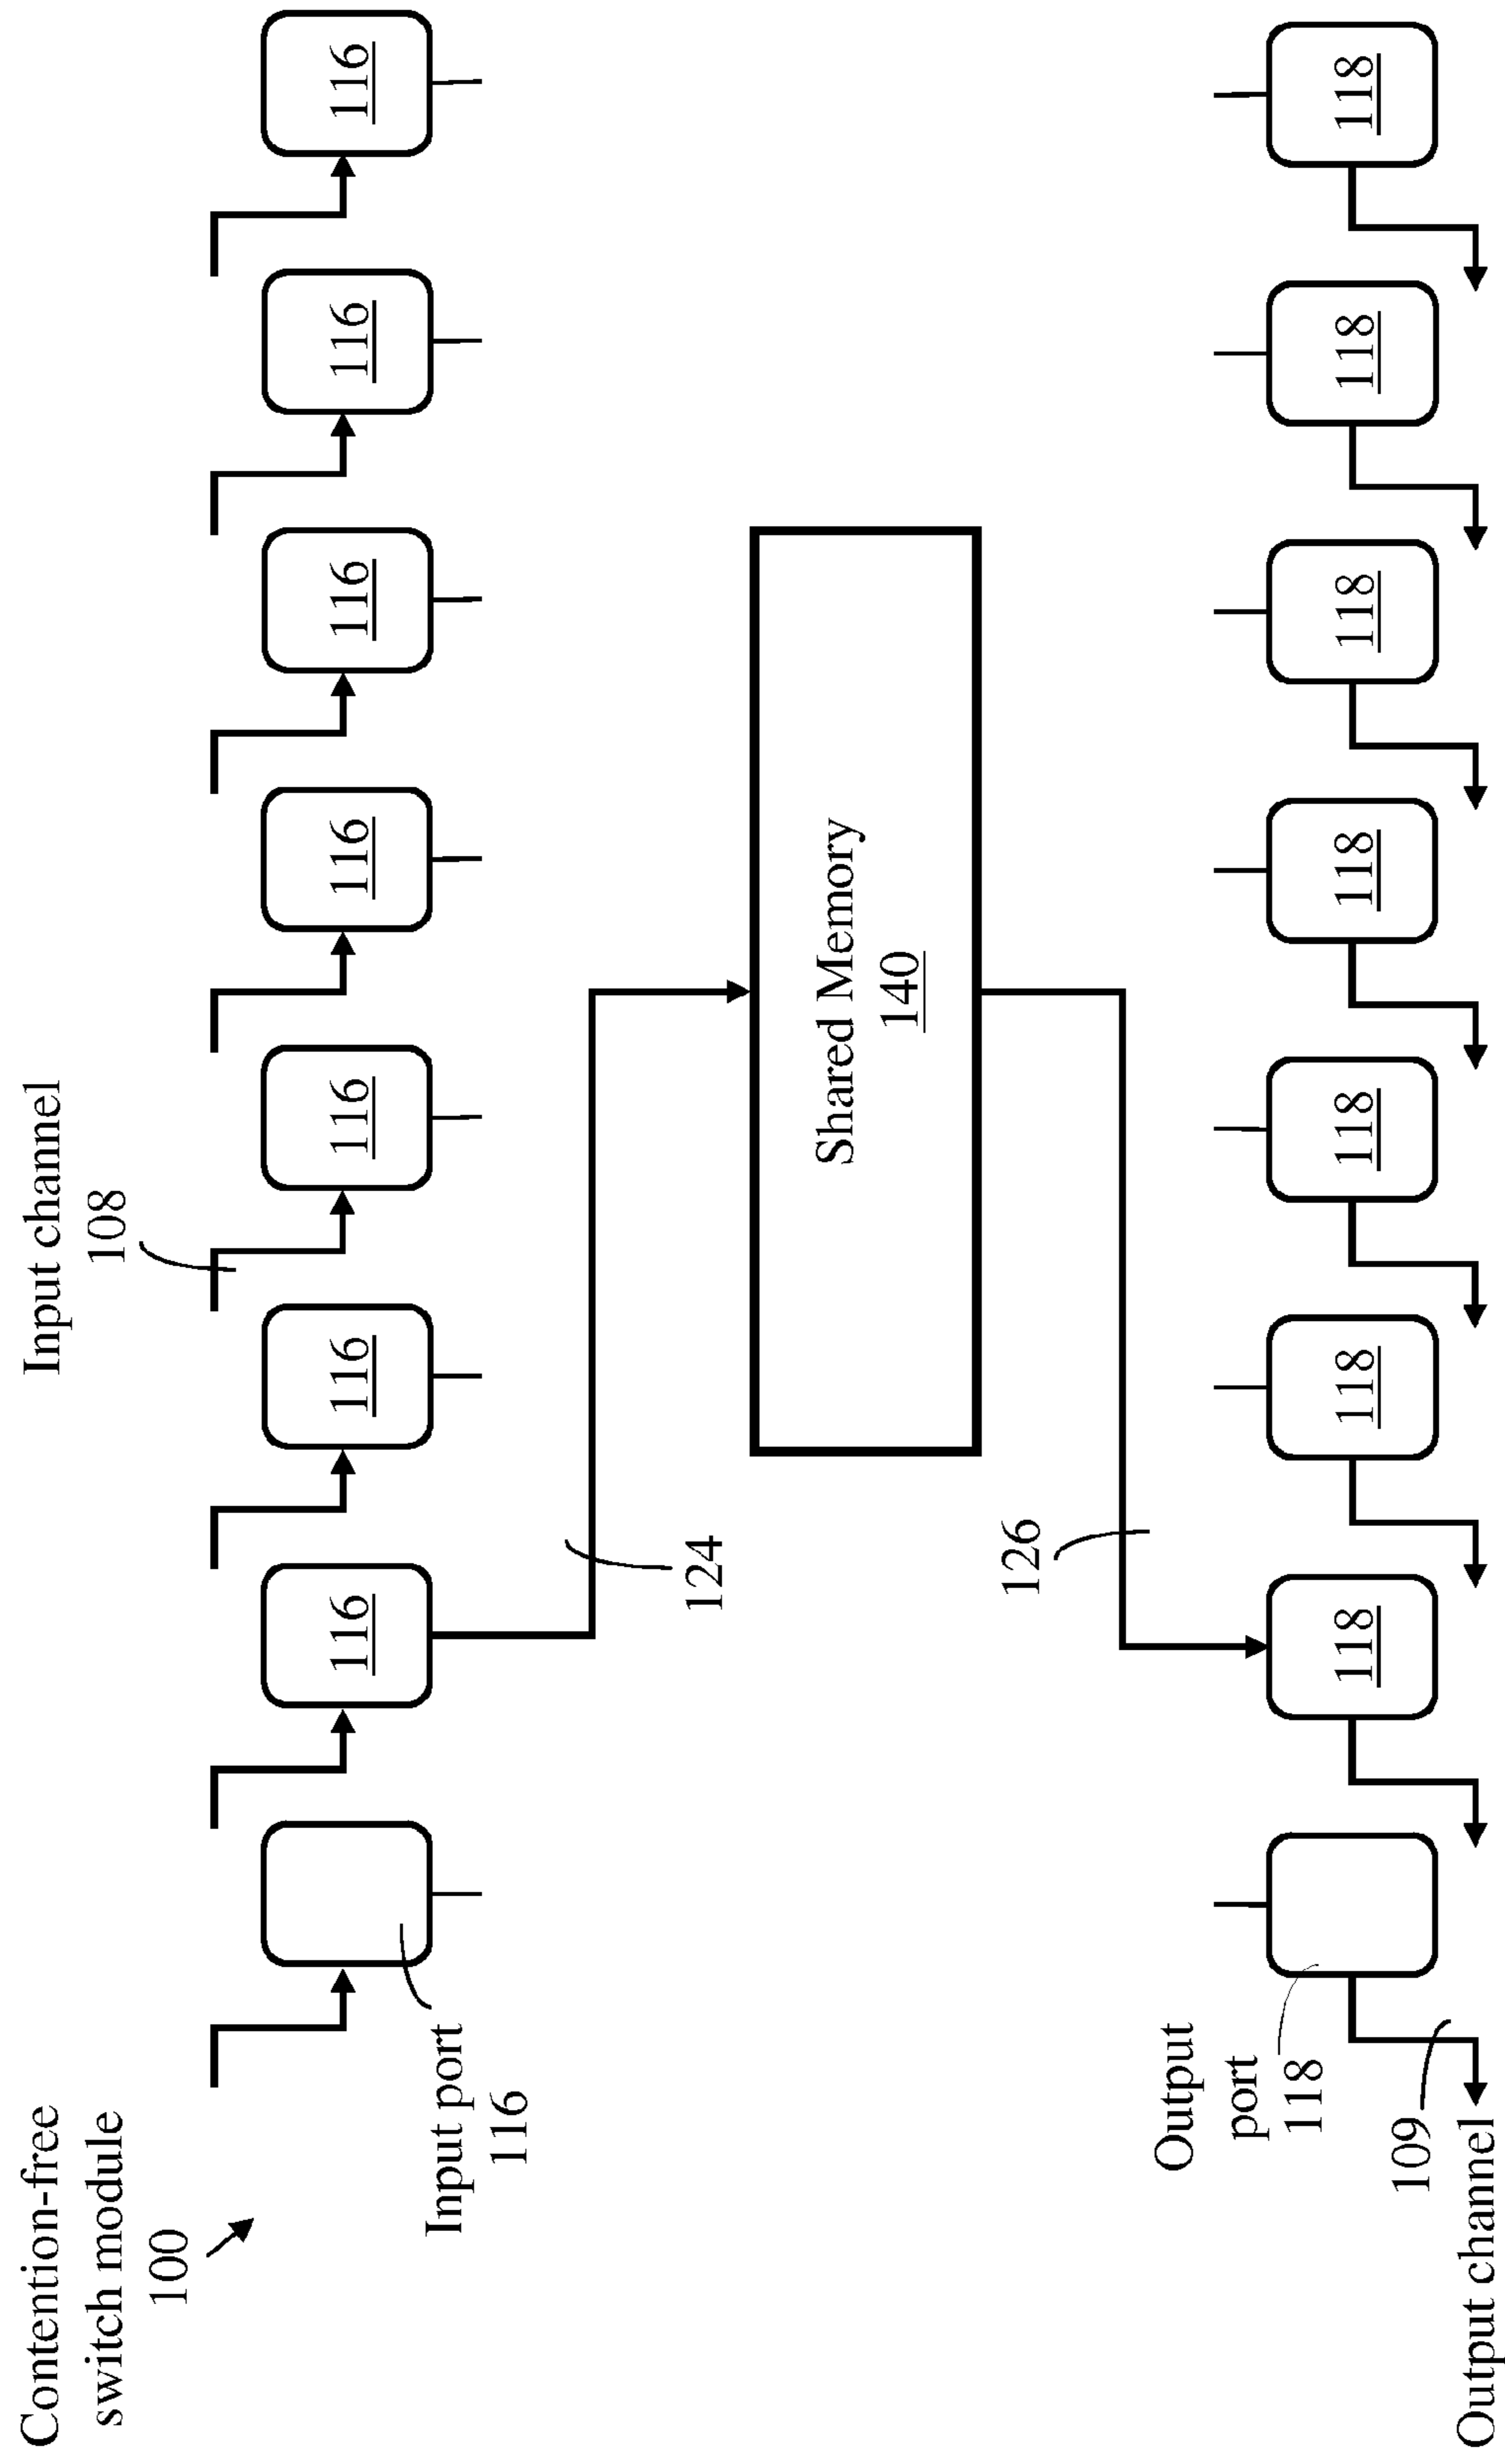 Contention-free
switch module
100
Input channel
108
116
116
116
116
116
116
116
Input port
116
124
Shared Memory
140
126
Output
port
118
118
118
118
118
118
118
118
109
Output channel